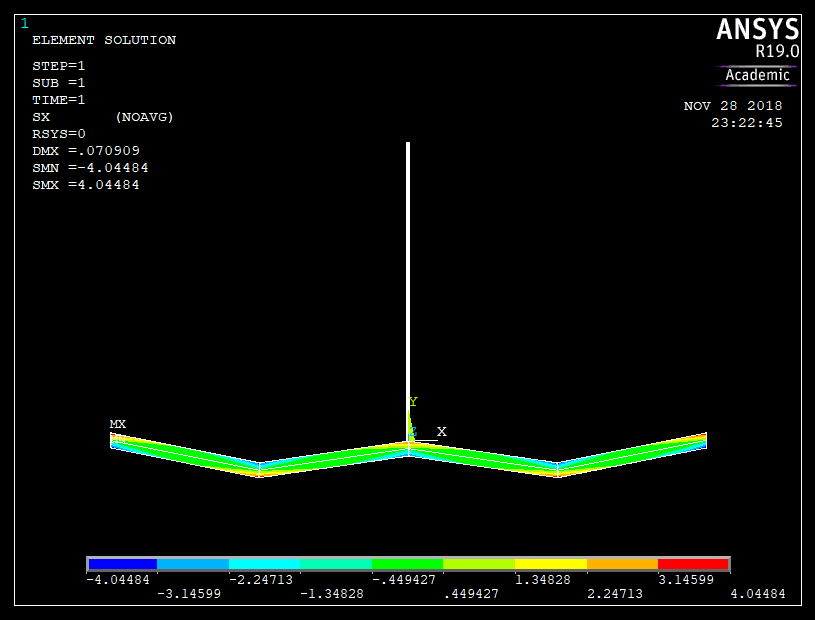 1
ELEMENT SOLUTION
STEP=1
SUB =1
TIME=1
SX (NOAVG)
RSYS=0
DMX =.070909
SMN =-4.04484
SMX =4.04484
ANSYS
R19.0
Academic
NOV 28 2018
23:22:45
Y
X
MX
-4.04484 -2.24713 -.449427 1.34828 3.14599
-3.14599 -1.34828 .449427 2.24713 4.04484